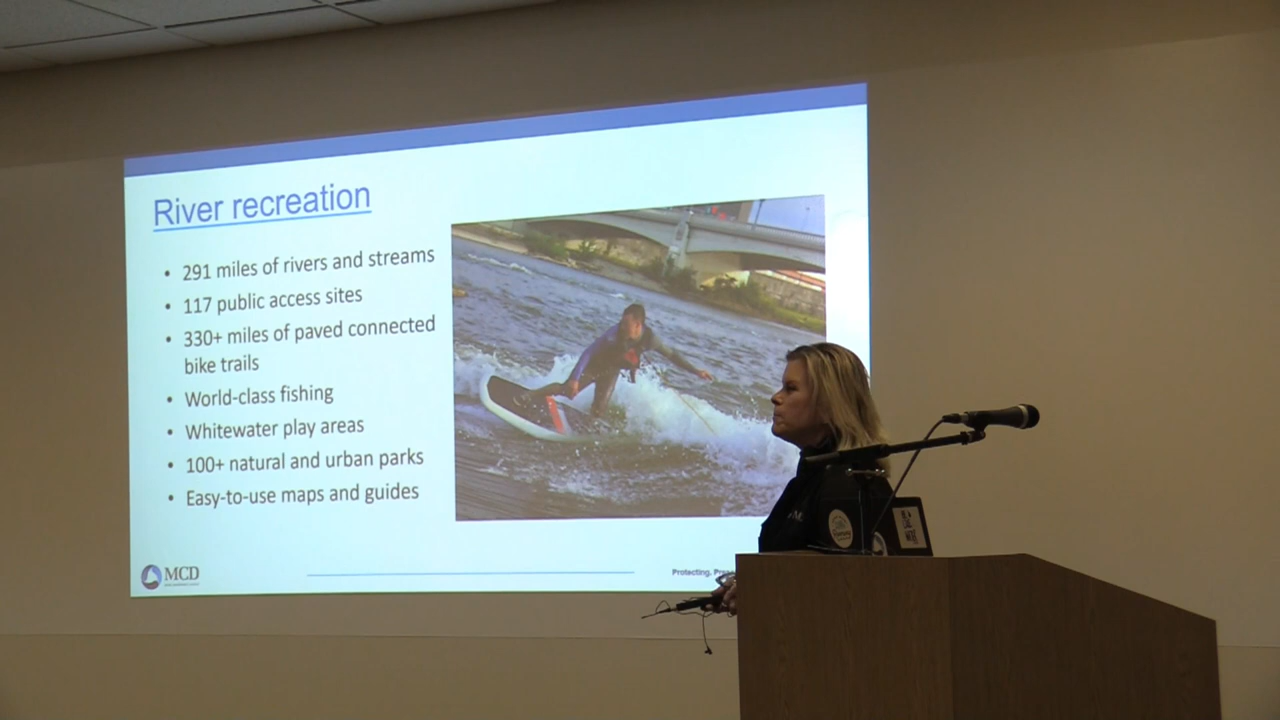 River recreation
• 291 miles of rivers and streams
• 117 public access sites
• 330+ miles of paved connected
bike trails
• World-class fishing
• Whitewater play areas
• 100+ natural and urban parks
• Easy-to-use maps and guides
MCD
Protecting.